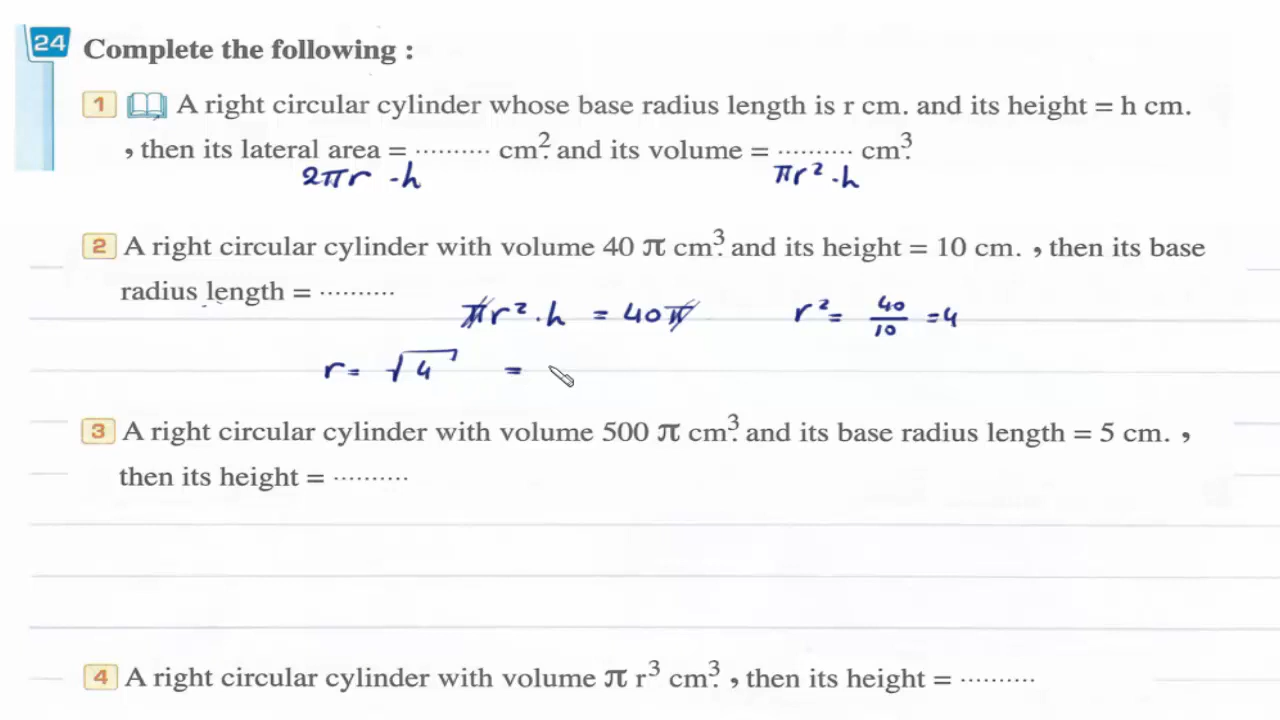 24 Complete the following :
1 A right circular cylinder whose base radius length is r cm. and its height = h cm.
, then its lateral area = .......... cm² and its volume = .......... cm³.
2πr · h πr² · h
2 A right circular cylinder with volume 40 π cm³. and its height = 10 cm. , then its base
radius length = ..........
πr² · h = 40π r² = 40/10 = 4
r = √4 =
3 A right circular cylinder with volume 500 π cm³. and its base radius length = 5 cm. ,
then its height = ..........
4 A right circular cylinder with volume π r³ cm³. , then its height = ..........